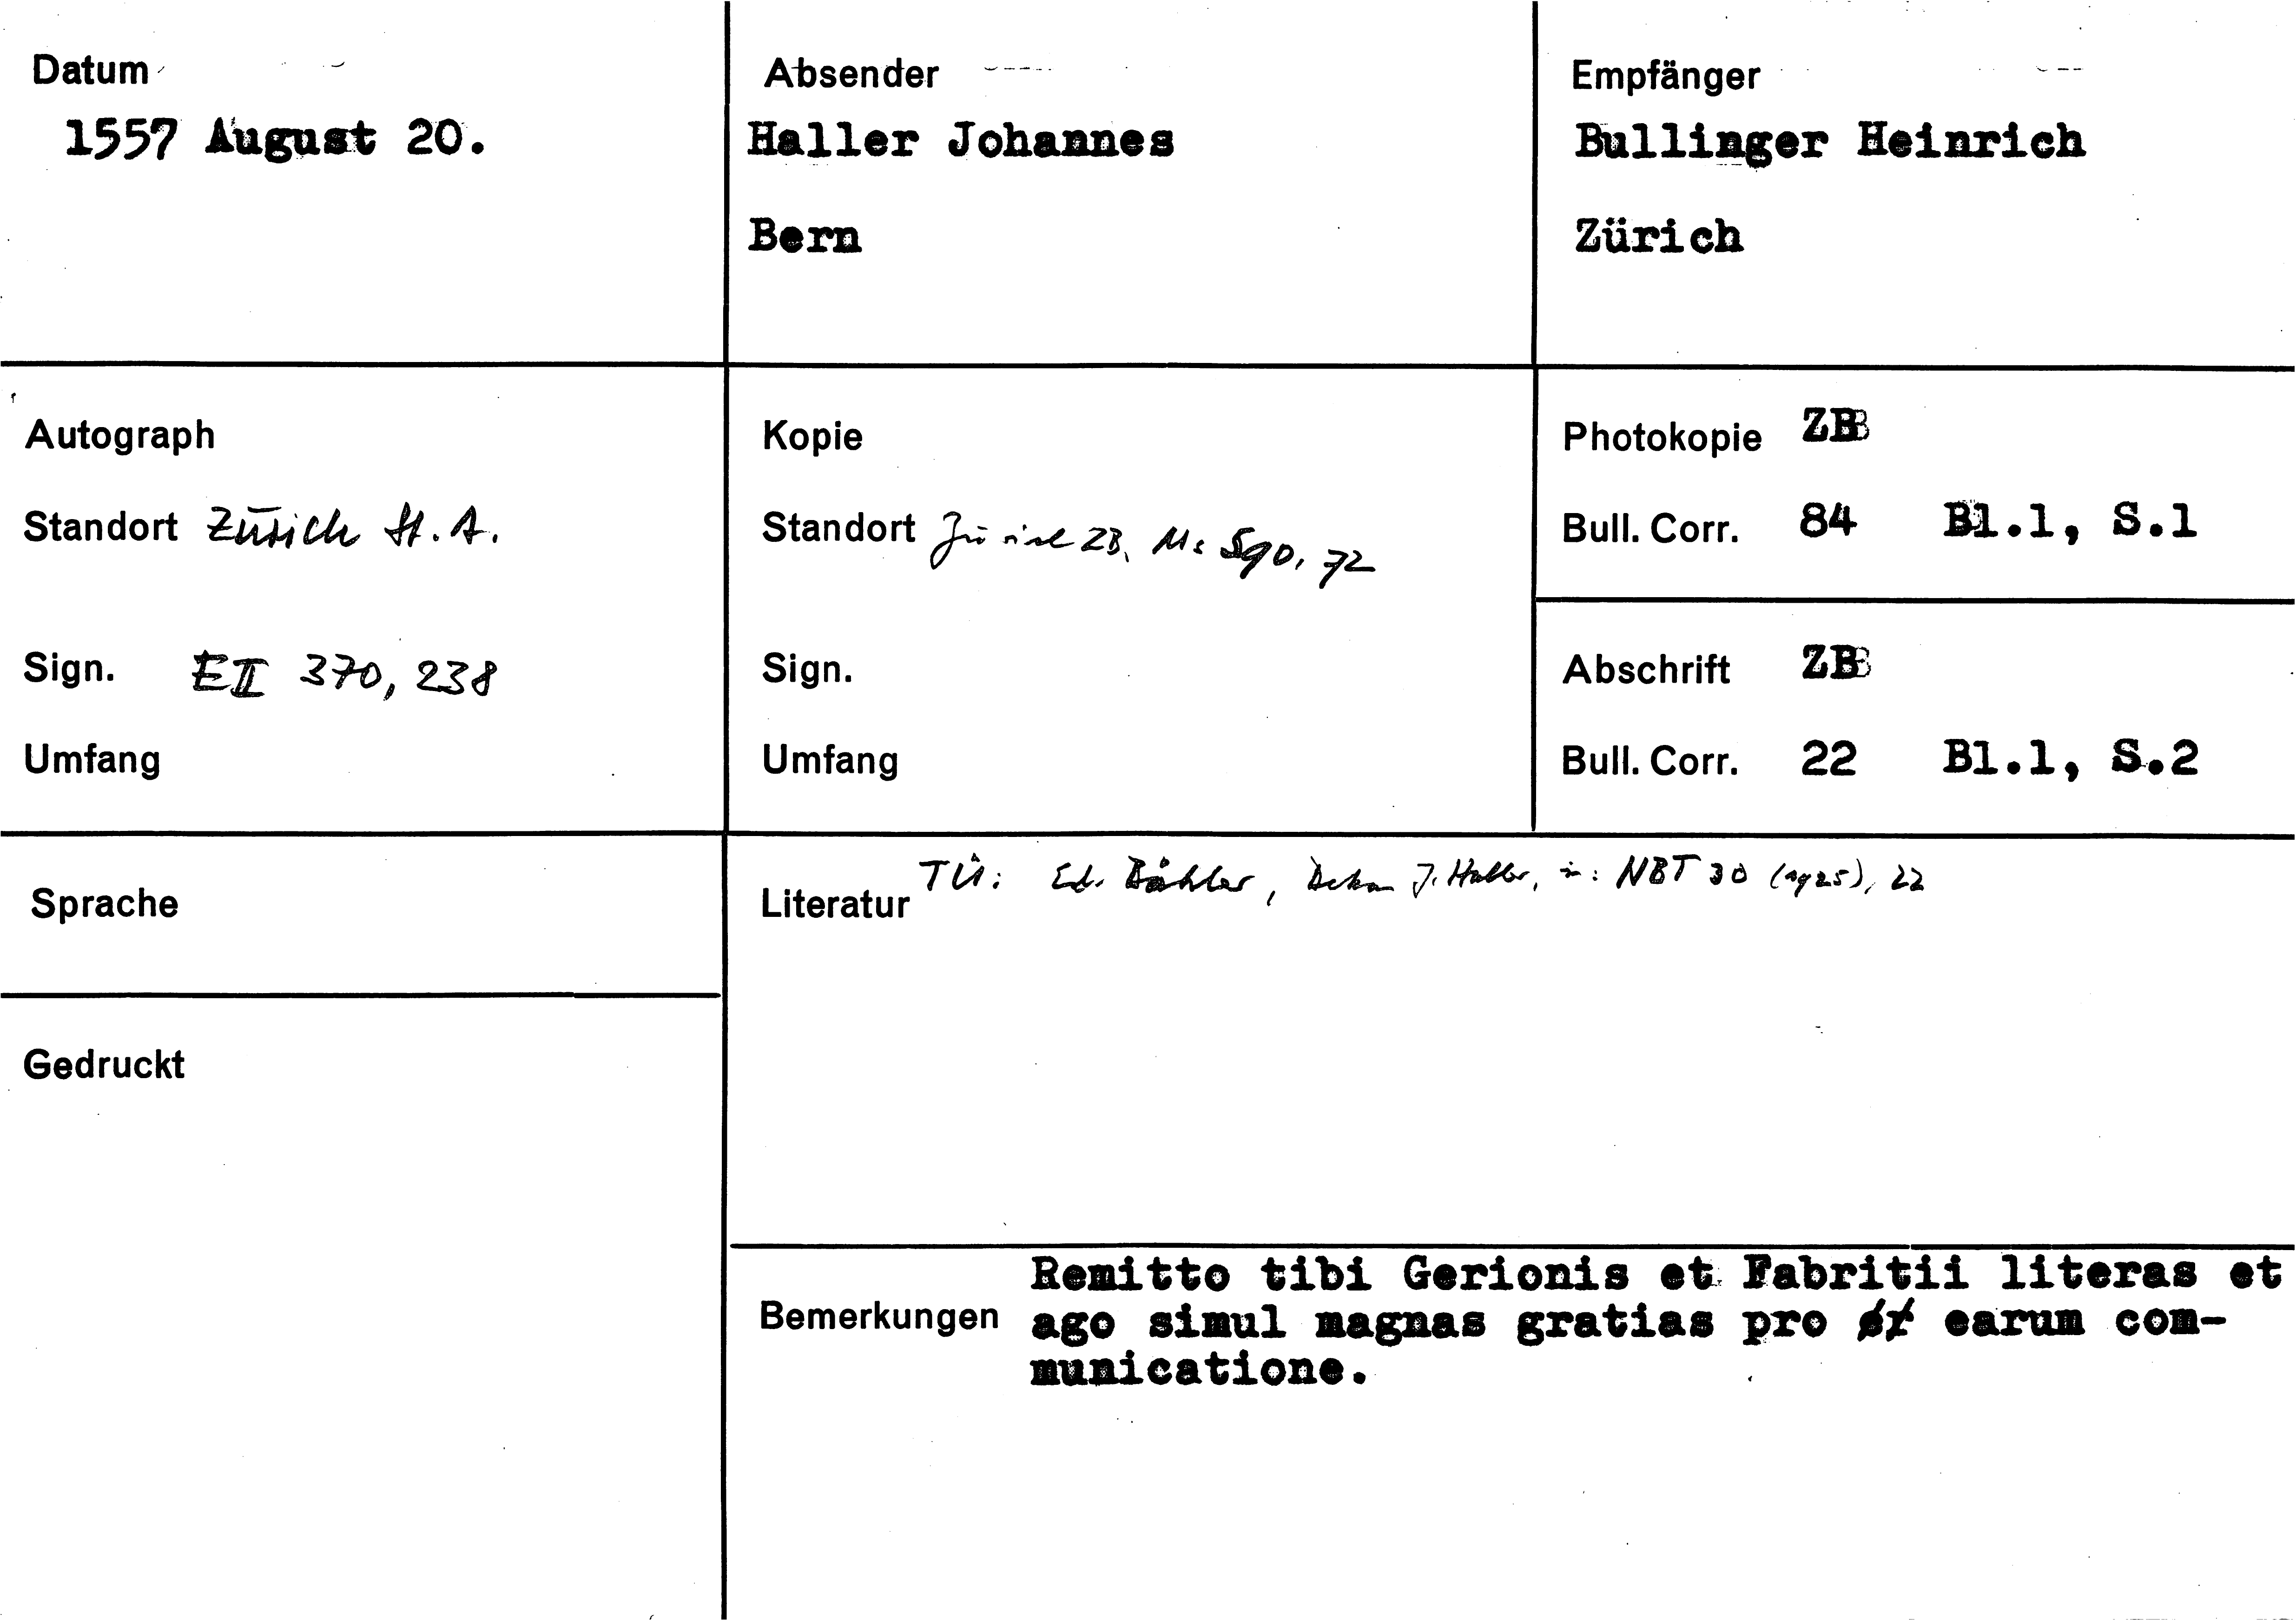 Datum
1557 August 20.
Absender
Haller Johannes
Bern
Empfänger
Bullinger Heinrich
Zürich
Autograph
Standort Zürich St. A.
Sign. E II 370, 238
Umfang
Kopie
Standort Zürich ZB, Ms S 90, 72
Sign.
Umfang
Photokopie ZB
Bull. Corr. 84 Bl.1, S.1
Abschrift ZB
Bull. Corr. 22 Bl.1, S.2
Sprache
Gedruckt
Literatur TÜ: Ed. Bähler, Dekan J. Haller, in: NBT 30 (1925), 22
Bemerkungen Remitto tibi Gerionis et Fabritii literas et
ago simul magnas gratias pro earum com-
municatione.